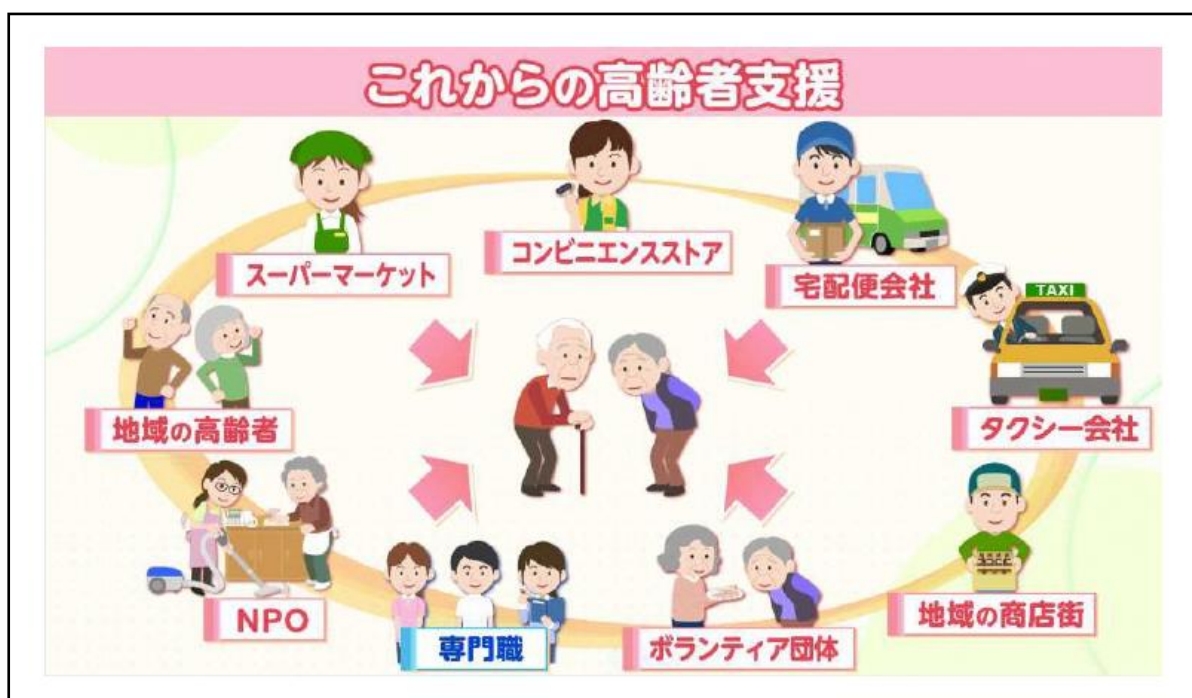 これからの高齢者支援
スーパーマーケット
コンビニエンスストア
宅配便会社
TAXI
タクシー会社
地域の高齢者
地域の商店街
NPO
専門職
ボランティア団体